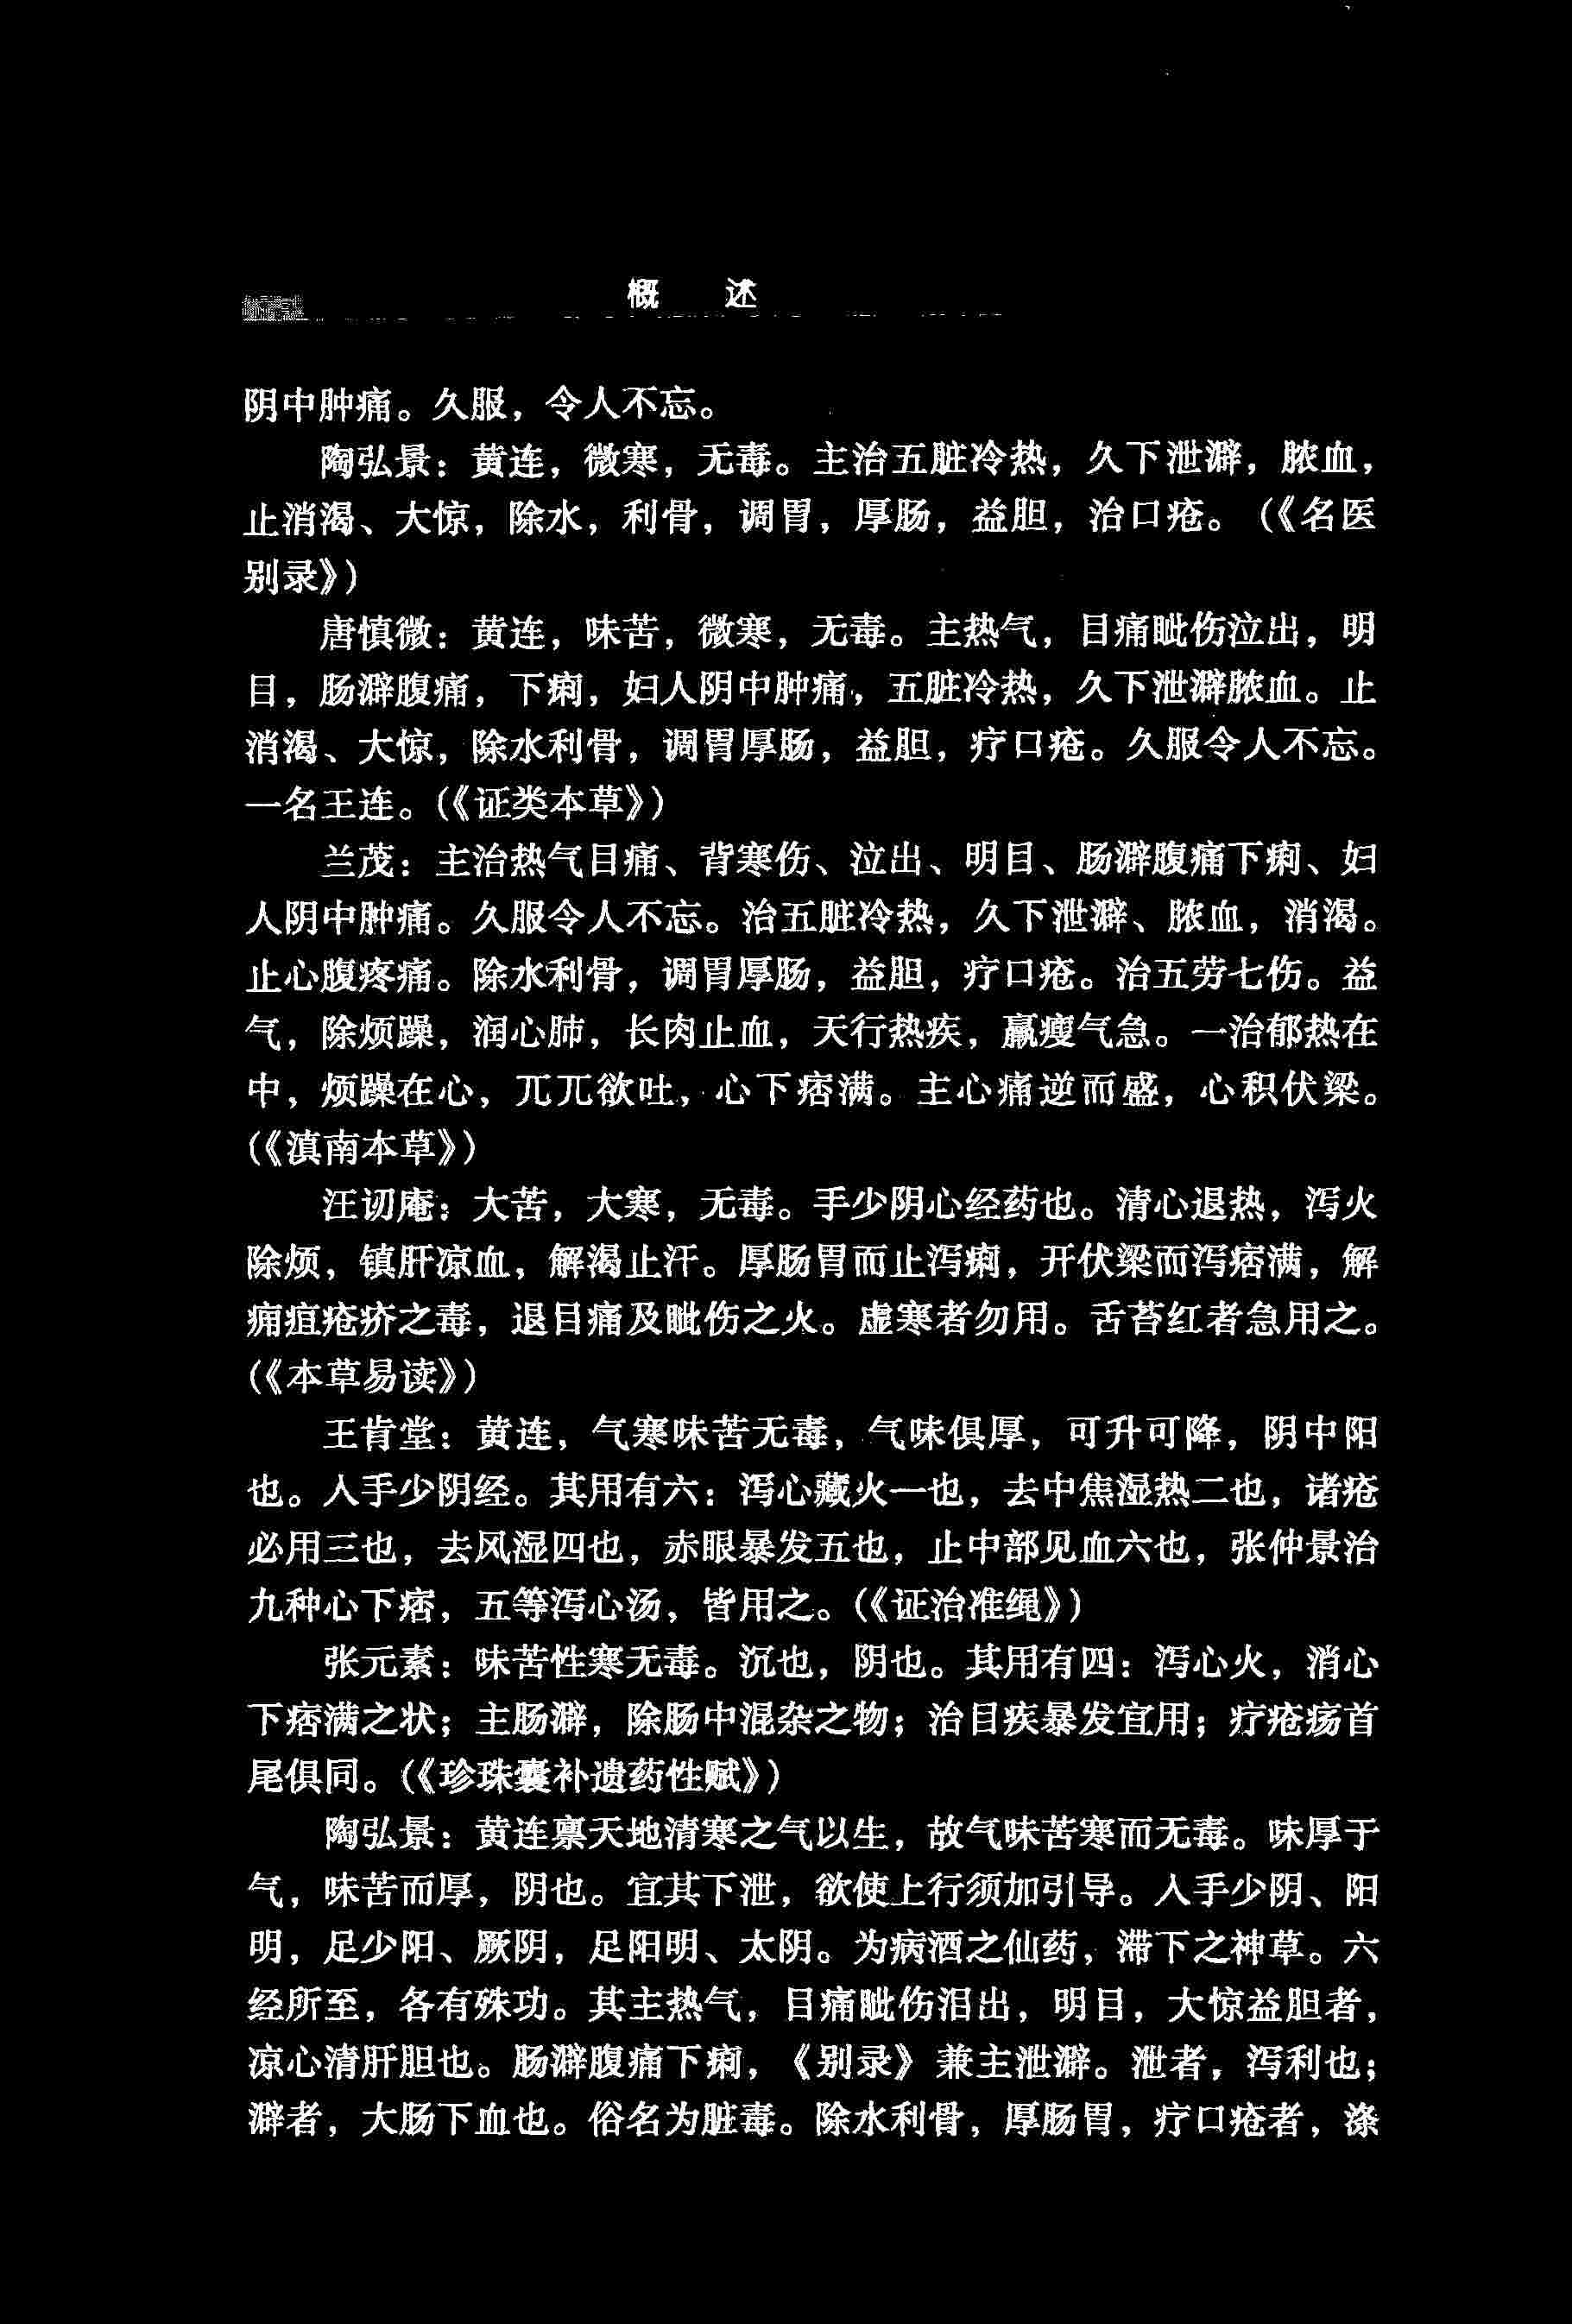 概 述
阴中肿痛。久服，令人不忘。
陶弘景：黄连，微寒，无毒。主治五脏冷热，久下泄澼，脓血，
止消渴、大惊，除水，利骨，调胃，厚肠，益胆，治口疮。（《名医
别录》）
唐慎微：黄连，味苦，微寒，无毒。主热气，目痛眦伤泣出，明
目，肠澼腹痛，下痢，妇人阴中肿痛，五脏冷热，久下泄澼脓血。止
消渴、大惊，除水利骨，调胃厚肠，益胆，疗口疮。久服令人不忘。
一名王连。（《证类本草》）
兰茂：主治热气目痛、背寒伤、泣出、明目、肠澼腹痛下痢、妇
人阴中肿痛。久服令人不忘。治五脏冷热，久下泄澼、脓血，消渴。
止心腹疼痛。除水利骨，调胃厚肠，益胆，疗口疮。治五劳七伤。益
气，除烦躁，润心肺，长肉止血，天行热疾，羸瘦气急。一治郁热在
中，烦躁在心，兀兀欲吐，心下痞满。主心痛逆而盛，心积伏梁。
（《滇南本草》）
汪讱庵：大苦，大寒，无毒。手少阴心经药也。清心退热，泻火
除烦，镇肝凉血，解渴止汗。厚肠胃而止泻痢，开伏梁而泻痞满，解
痈疽疮疥之毒，退目痛及眦伤之火。虚寒者勿用。舌苔红者急用之。
（《本草易读》）
王肯堂：黄连，气寒味苦无毒，气味俱厚，可升可降，阴中阳
也。入手少阴经。其用有六：泻心藏火一也，去中焦湿热二也，诸疮
必用三也，去风湿四也，赤眼暴发五也，止中部见血六也，张仲景治
九种心下痞，五等泻心汤，皆用之。（《证治准绳》）
张元素：味苦性寒无毒。沉也，阴也。其用有四：泻心火，消心
下痞满之状；主肠澼，除肠中混杂之物；治目疾暴发宜用；疗疮疡首
尾俱同。（《珍珠囊补遗药性赋》）
陶弘景：黄连禀天地清寒之气以生，故气味苦寒而无毒。味厚于
气，味苦而厚，阴也。宜其下泄，欲使上行须加引导。入手少阴、阳
明，足少阳、厥阴，足阳明、太阴。为病酒之仙药，滞下之神草。六
经所至，各有殊功。其主热气，目痛眦伤泪出，明目，大惊益胆者，
凉心清肝胆也。肠澼腹痛下痢，《别录》兼主泄澼。泄者，泻利也；
澼者，大肠下血也。俗名为脏毒。除水利骨，厚肠胃，疗口疮者，涤